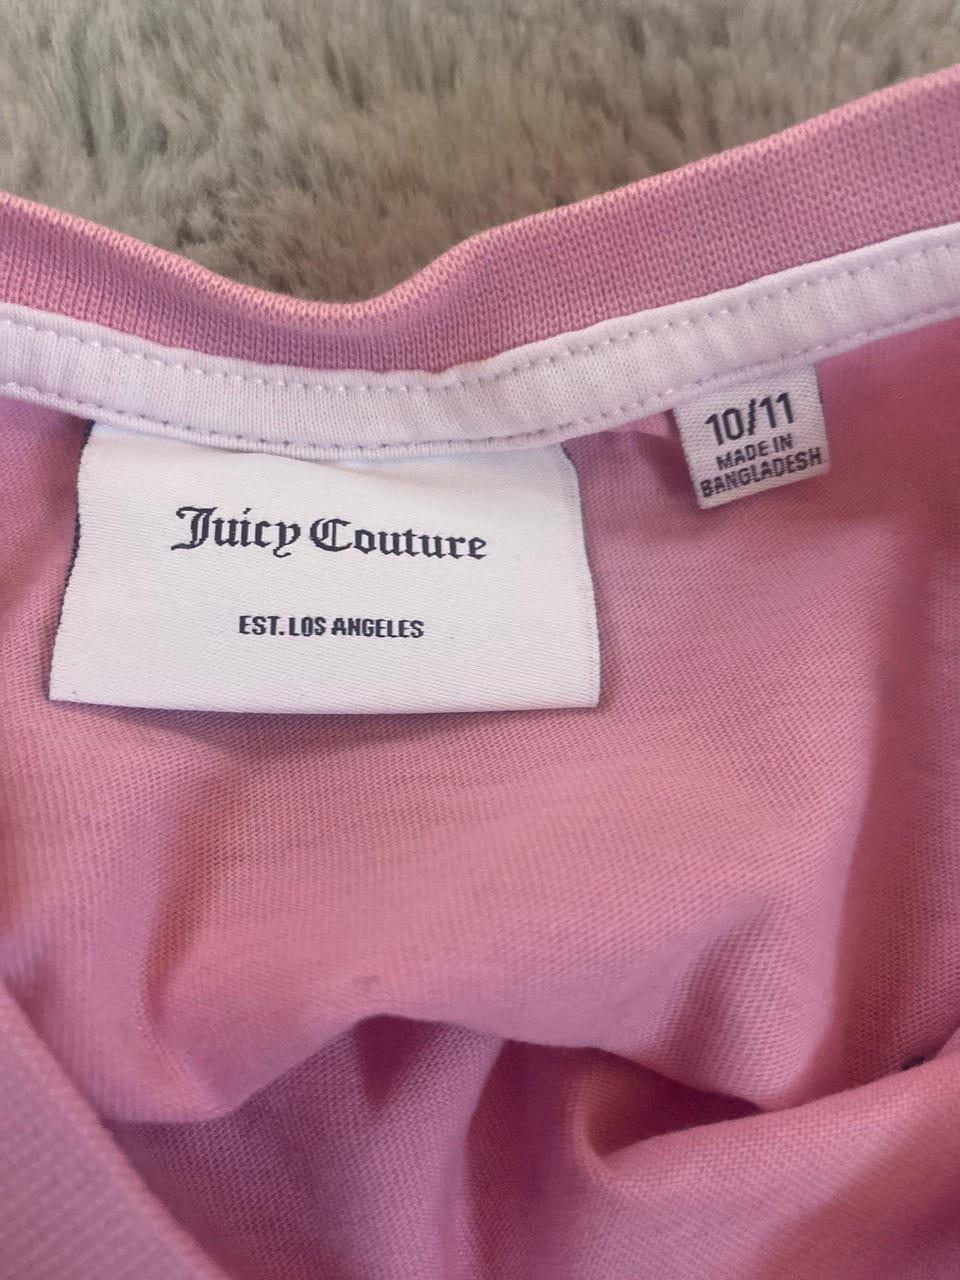 Juicy Couture
EST. LOS ANGELES
10/11
MADE IN
BANGLADESH